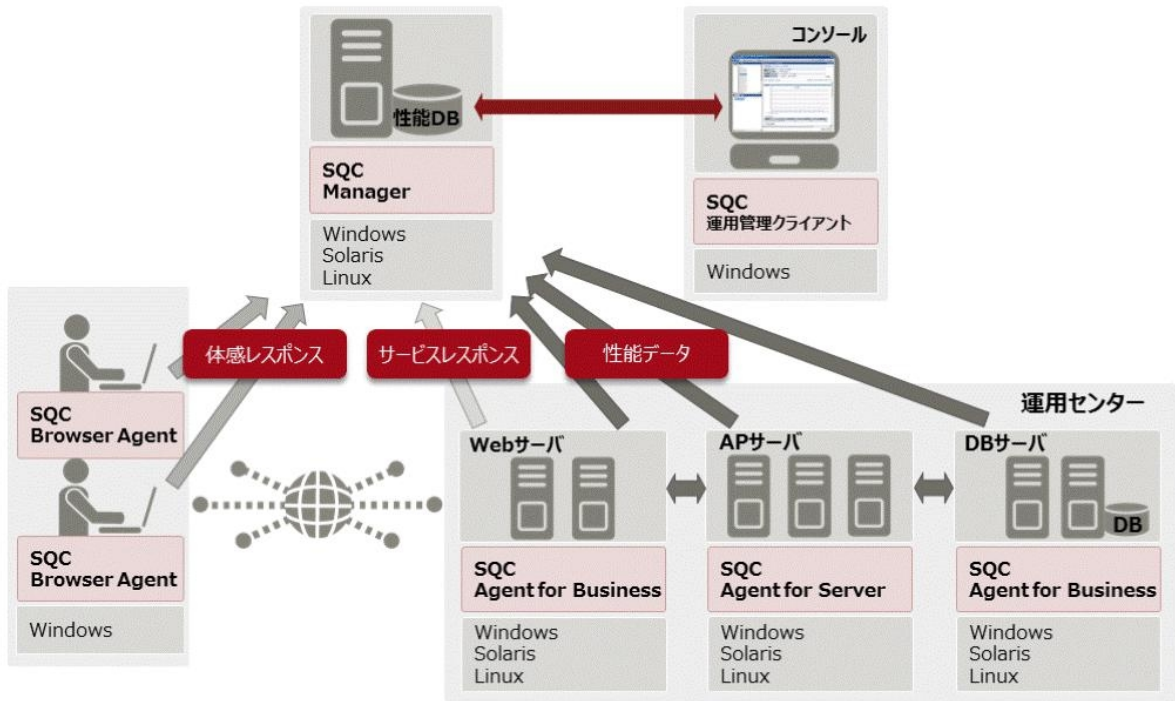 コンソール
性能DB
SQC
Manager
Windows
Solaris
Linux
SQC
運用管理クライアント
Windows
体感レスポンス
サービスレスポンス
性能データ
SQC
Browser Agent
SQC
Browser Agent
Windows
運用センター
Webサーバ
SQC
Agent for Business
Windows
Solaris
Linux
APサーバ
SQC
Agent for Server
Windows
Solaris
Linux
DBサーバ
DB
SQC
Agent for Business
Windows
Solaris
Linux